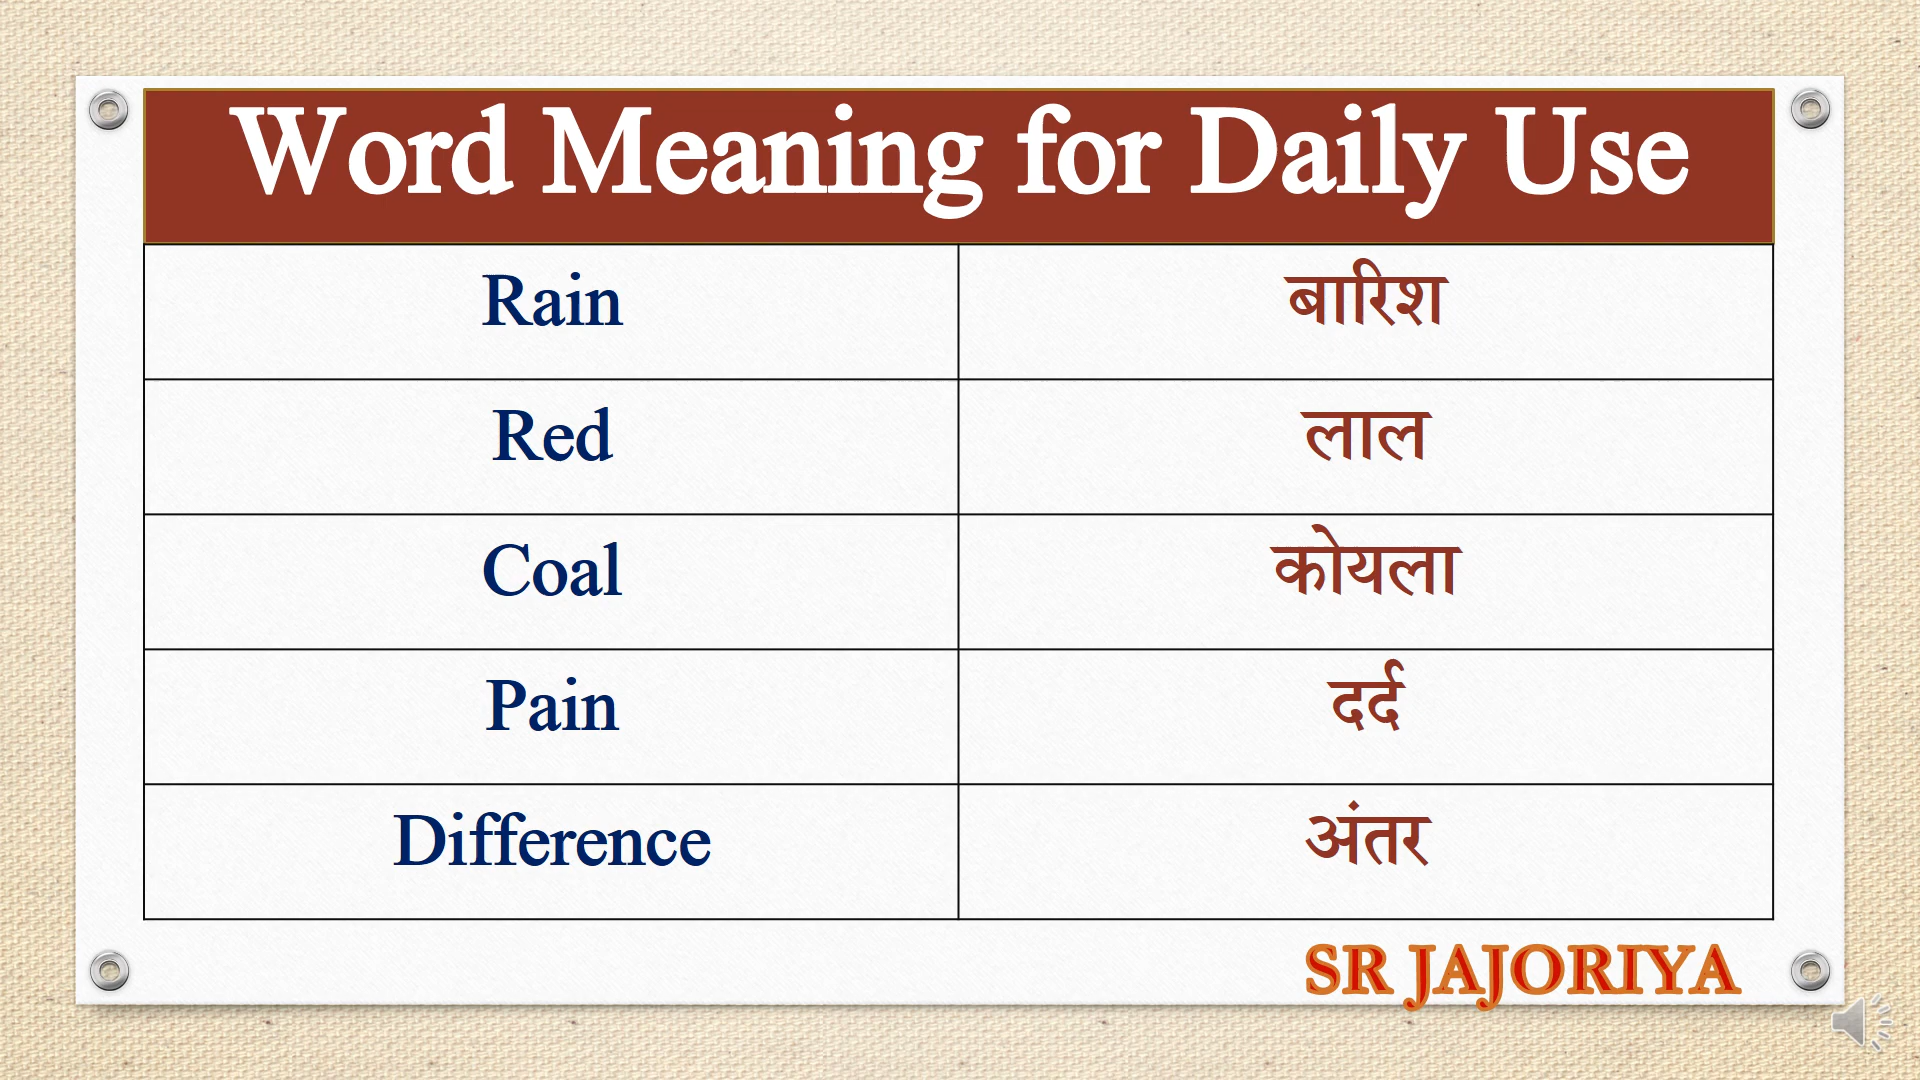 Word Meaning for Daily Use
Rain बारिश
Red लाल
Coal कोयला
Pain दर्द
Difference अंतर
SR JAJORIYA